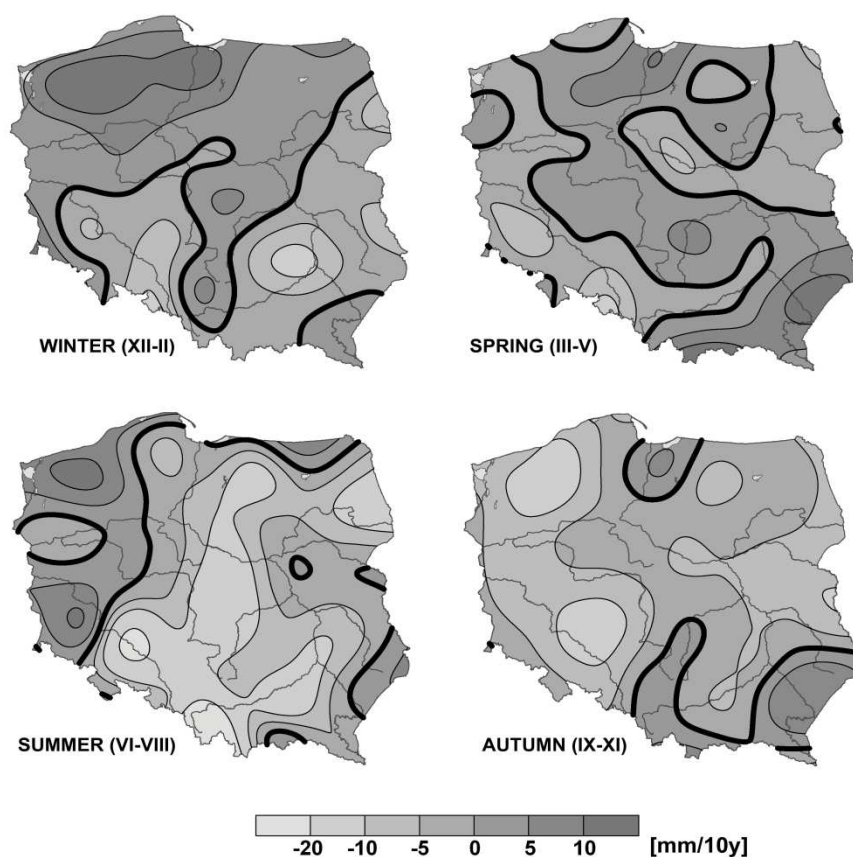 WINTER (XII-II)
SPRING (III-V)
SUMMER (VI-VIII)
AUTUMN (IX-XI)
-20 -10 -5 0 5 10 [mm/10y]